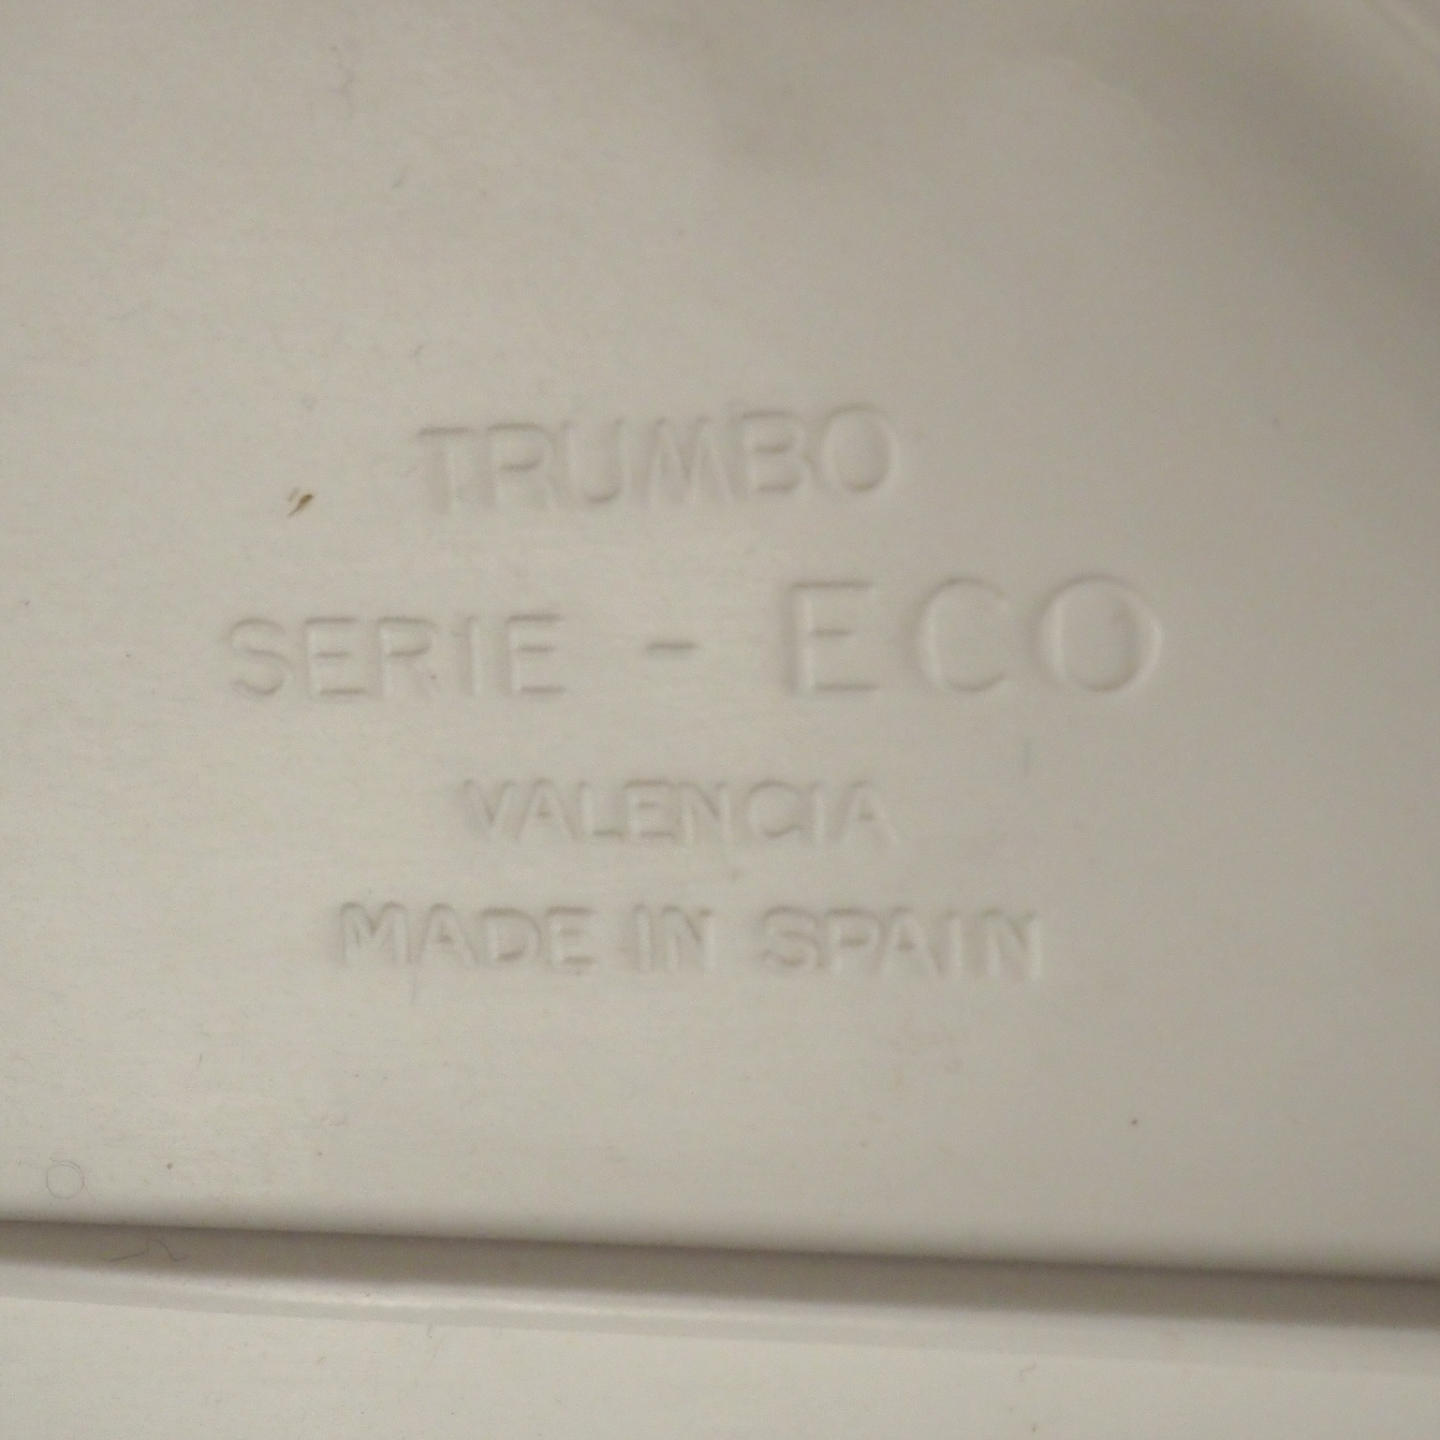 TRUMBO
SERIE - ECO
VALENCIA
MADE IN SPAIN